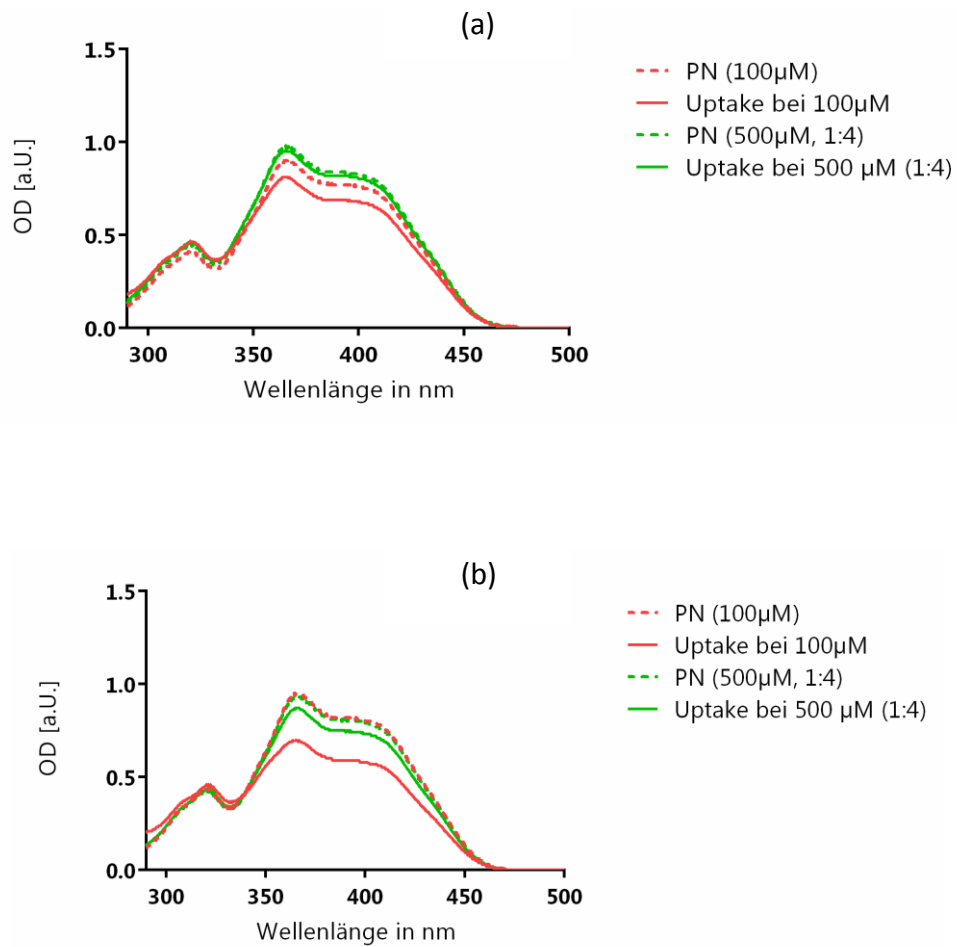 (a)
1.5
1.0
0.5
0.0
OD [a.U.]
300 350 400 450 500
Wellenlänge in nm
PN (100µM)
Uptake bei 100µM
PN (500µM, 1:4)
Uptake bei 500 µM (1:4)
(b)
1.5
1.0
0.5
0.0
OD [a.U.]
300 350 400 450 500
Wellenlänge in nm
PN (100µM)
Uptake bei 100µM
PN (500µM, 1:4)
Uptake bei 500 µM (1:4)